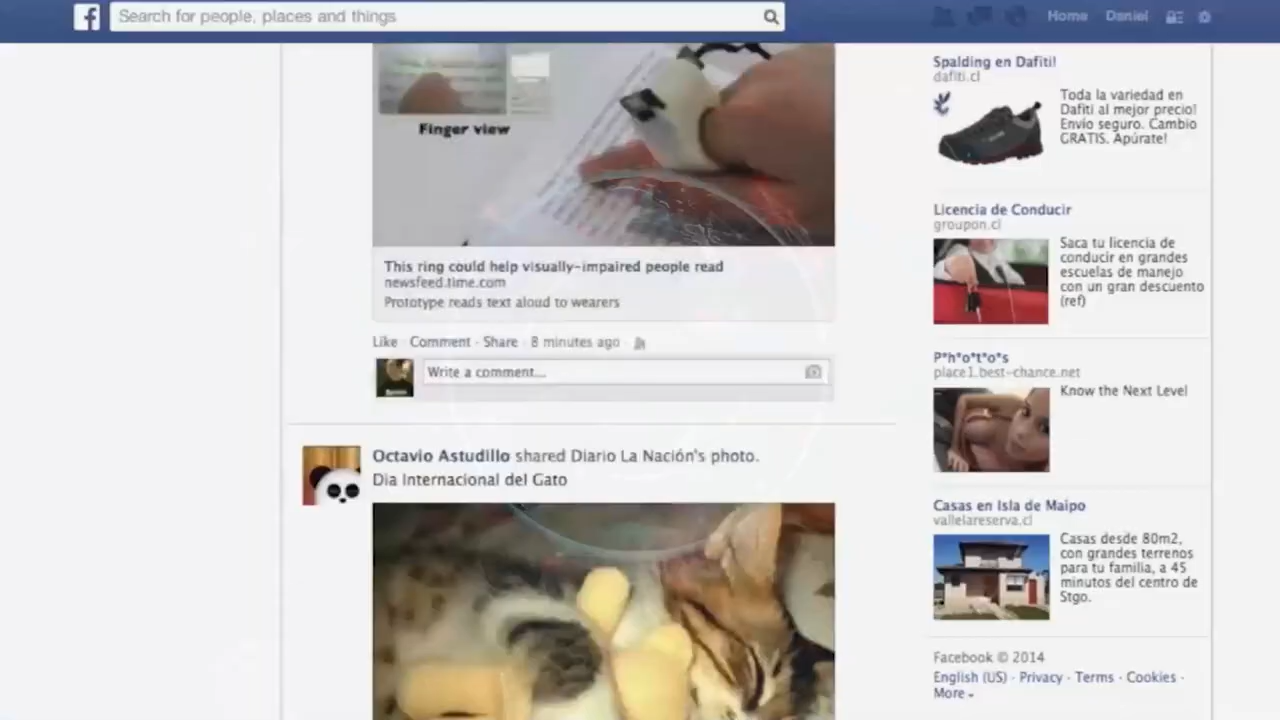 Search for people, places and things
Home
Daniel
Finger view
This ring could help visually-impaired people read
newsfeed.time.com
Prototype reads text aloud to wearers
Like · Comment · Share · 8 minutes ago
Write a comment...
Octavio Astudillo shared Diario La Nación's photo.
Dia Internacional del Gato
Spalding en Dafiti!
dafiti.cl
Toda la variedad en
Dafiti al mejor precio!
Envío seguro. Cambio
GRATIS. Apúrate!
Licencia de Conducir
groupon.cl
Saca tu licencia de
conducir en grandes
escuelas de manejo
con un gran descuento
(ref)
P*h*o*t*o*s
place1.best-chance.net
Know the Next Level
Casas en Isla de Maipo
vallelareserva.cl
Casas desde 80m2,
con grandes terrenos
para tu familia, a 45
minutos del centro de
Stgo.
Facebook © 2014
English (US) · Privacy · Terms · Cookies ·
More